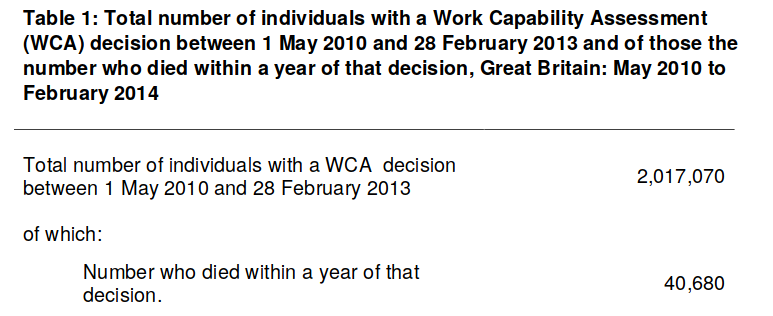 Table 1: Total number of individuals with a Work Capability Assessment
(WCA) decision between 1 May 2010 and 28 February 2013 and of those the
number who died within a year of that decision, Great Britain: May 2010 to
February 2014
Total number of individuals with a WCA decision
between 1 May 2010 and 28 February 2013
2,017,070
of which:
Number who died within a year of that
decision.
40,680